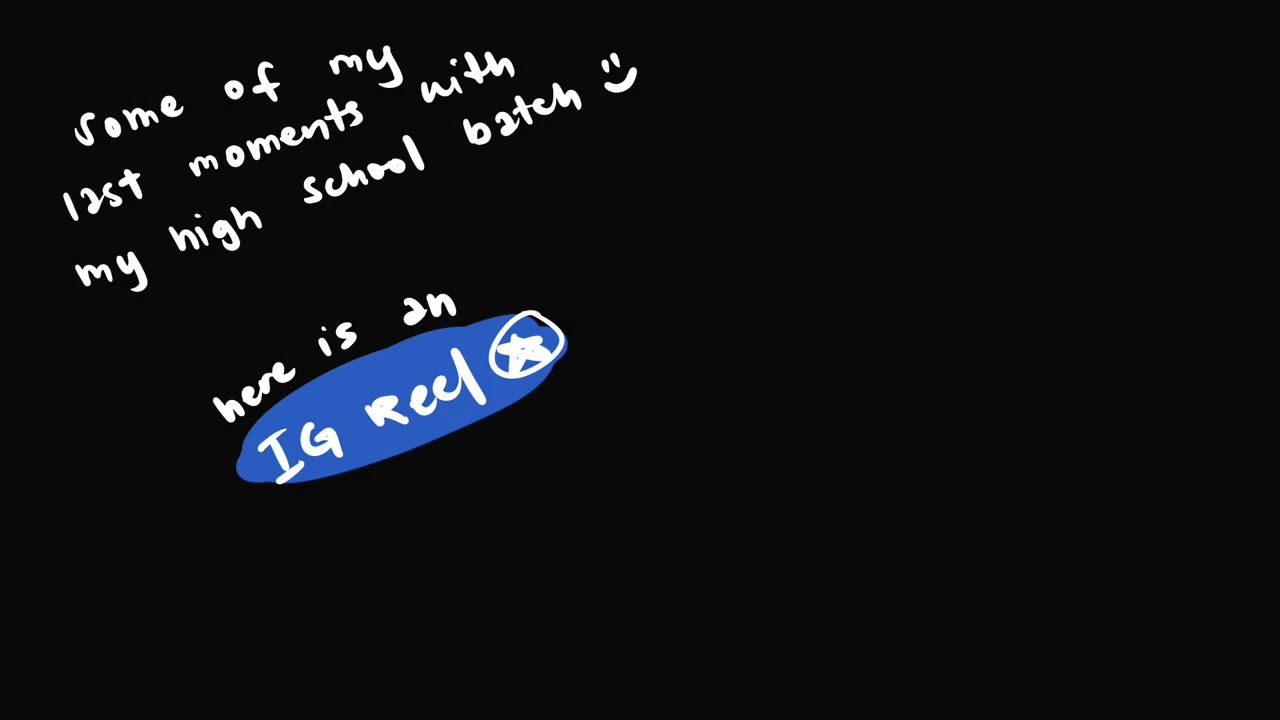 some of my
last moments with
my high school batch
here is an
IG Reel